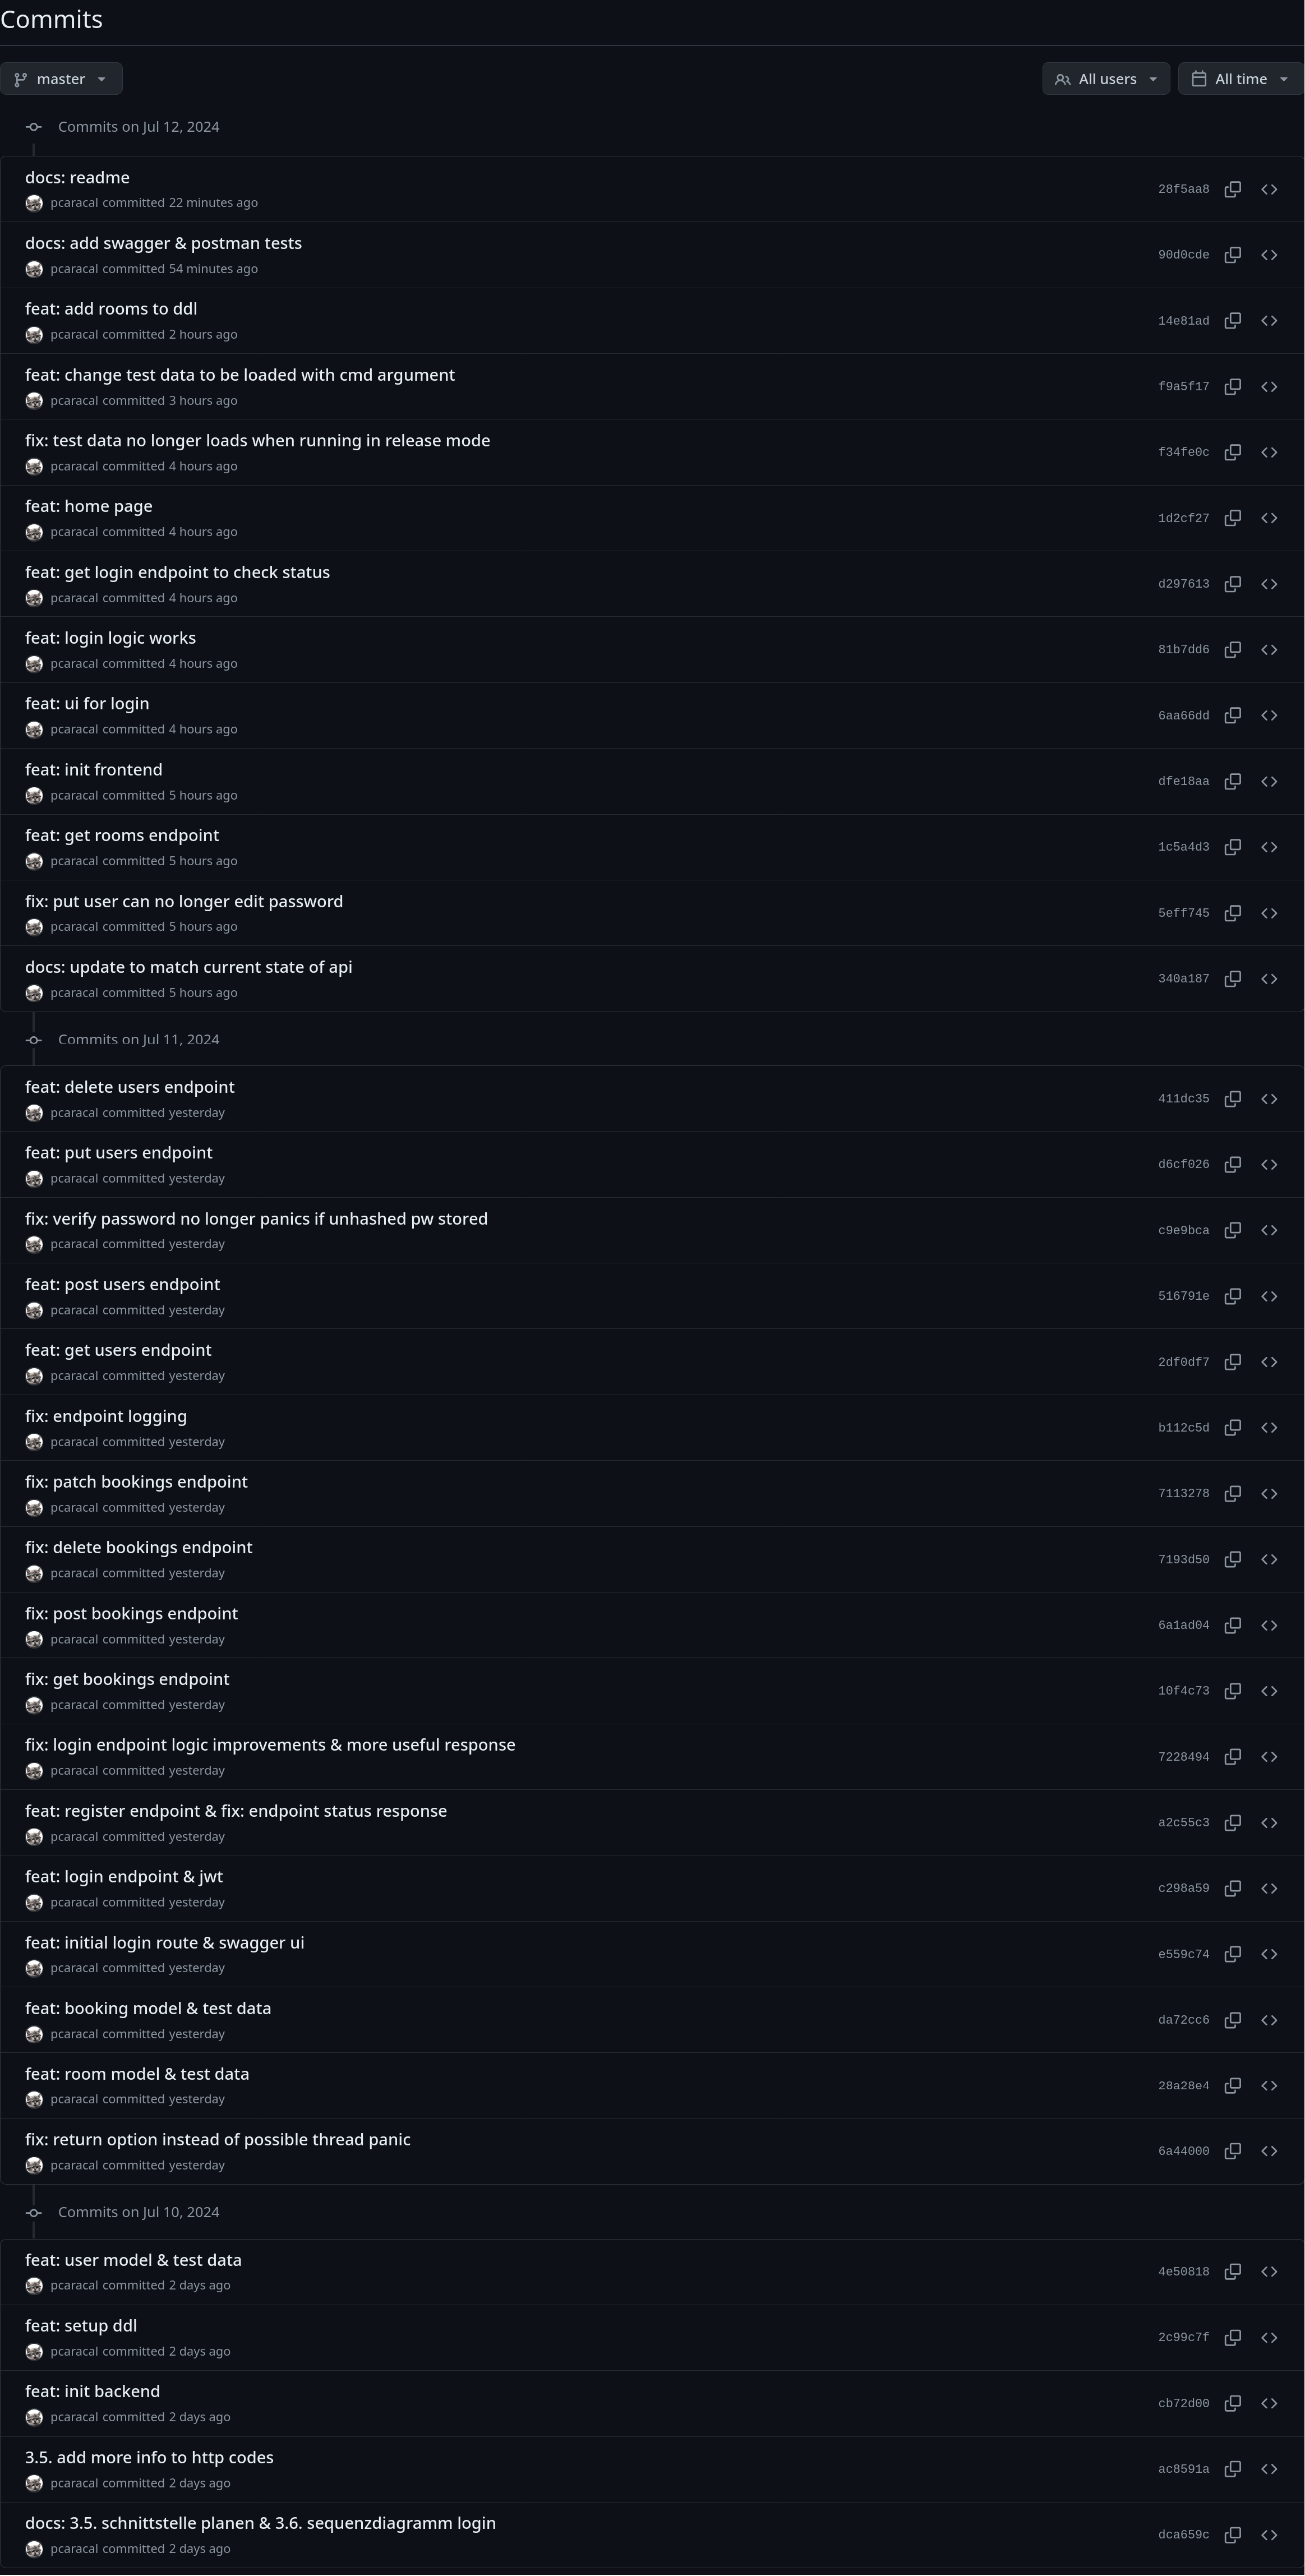 Commits
master
All users
All time
Commits on Jul 12, 2024
docs: readme
pcaracal committed 22 minutes ago
28f5aa8
docs: add swagger & postman tests
pcaracal committed 54 minutes ago
90d0cde
feat: add rooms to ddl
pcaracal committed 2 hours ago
14e81ad
feat: change test data to be loaded with cmd argument
pcaracal committed 3 hours ago
f9a5f17
fix: test data no longer loads when running in release mode
pcaracal committed 4 hours ago
f34fe0c
feat: home page
pcaracal committed 4 hours ago
1d2cf27
feat: get login endpoint to check status
pcaracal committed 4 hours ago
d297613
feat: login logic works
pcaracal committed 4 hours ago
81b7dd6
feat: ui for login
pcaracal committed 4 hours ago
6aa66dd
feat: init frontend
pcaracal committed 5 hours ago
dfe18aa
feat: get rooms endpoint
pcaracal committed 5 hours ago
1c5a4d3
fix: put user can no longer edit password
pcaracal committed 5 hours ago
5eff745
docs: update to match current state of api
pcaracal committed 5 hours ago
340a187
Commits on Jul 11, 2024
feat: delete users endpoint
pcaracal committed yesterday
411dc35
feat: put users endpoint
pcaracal committed yesterday
d6cf026
fix: verify password no longer panics if unhashed pw stored
pcaracal committed yesterday
c9e9bca
feat: post users endpoint
pcaracal committed yesterday
516791e
feat: get users endpoint
pcaracal committed yesterday
2df0df7
fix: endpoint logging
pcaracal committed yesterday
b112c5d
fix: patch bookings endpoint
pcaracal committed yesterday
7113278
fix: delete bookings endpoint
pcaracal committed yesterday
7193d50
fix: post bookings endpoint
pcaracal committed yesterday
6a1ad04
fix: get bookings endpoint
pcaracal committed yesterday
10f4c73
fix: login endpoint logic improvements & more useful response
pcaracal committed yesterday
7228494
feat: register endpoint & fix: endpoint status response
pcaracal committed yesterday
a2c55c3
feat: login endpoint & jwt
pcaracal committed yesterday
c298a59
feat: initial login route & swagger ui
pcaracal committed yesterday
e559c74
feat: booking model & test data
pcaracal committed yesterday
da72cc6
feat: room model & test data
pcaracal committed yesterday
28a28e4
fix: return option instead of possible thread panic
pcaracal committed yesterday
6a44000
Commits on Jul 10, 2024
feat: user model & test data
pcaracal committed 2 days ago
4e50818
feat: setup ddl
pcaracal committed 2 days ago
2c99c7f
feat: init backend
pcaracal committed 2 days ago
cb72d00
3.5. add more info to http codes
pcaracal committed 2 days ago
ac8591a
docs: 3.5. schnittstelle planen & 3.6. sequenzdiagramm login
pcaracal committed 2 days ago
dca659c